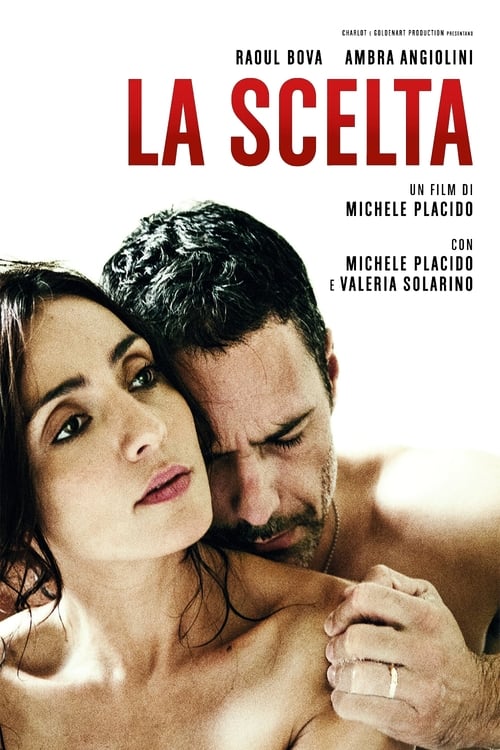 CHARLOT E GOLDENART PRODUCTION PRESENTANO
RAOUL BOVA AMBRA ANGIOLINI
LA SCELTA
UN FILM DI
MICHELE PLACIDO
CON
MICHELE PLACIDO
E VALERIA SOLARINO